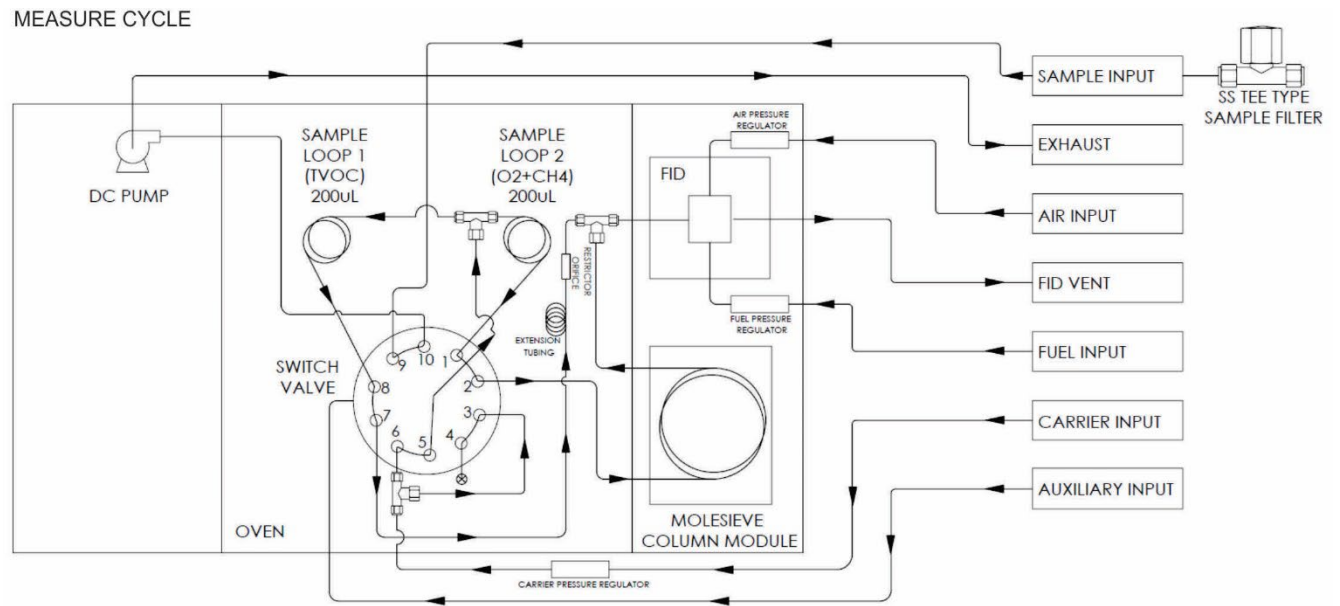 MEASURE CYCLE
SAMPLE INPUT
SS TEE TYPE
SAMPLE FILTER
EXHAUST
AIR INPUT
FID VENT
FUEL INPUT
CARRIER INPUT
AUXILIARY INPUT
DC PUMP
SAMPLE
LOOP 1
(TVOC)
200uL
SAMPLE
LOOP 2
(O2+CH4)
200uL
AIR PRESSURE
REGULATOR
FID
RESTRICTOR
ORIFICE
FUEL PRESSURE
REGULATOR
EXTENSION
TUBING
SWITCH
VALVE
9
10
1
2
3
4
5
6
7
8
OVEN
MOLESIEVE
COLUMN MODULE
CARRIER PRESSURE REGULATOR